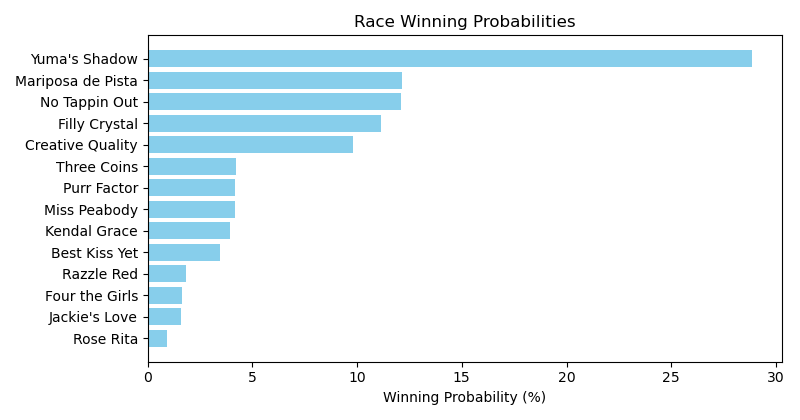 Race Winning Probabilities
Yuma's Shadow
Mariposa de Pista
No Tappin Out
Filly Crystal
Creative Quality
Three Coins
Purr Factor
Miss Peabody
Kendal Grace
Best Kiss Yet
Razzle Red
Four the Girls
Jackie's Love
Rose Rita
0 5 10 15 20 25 30
Winning Probability (%)